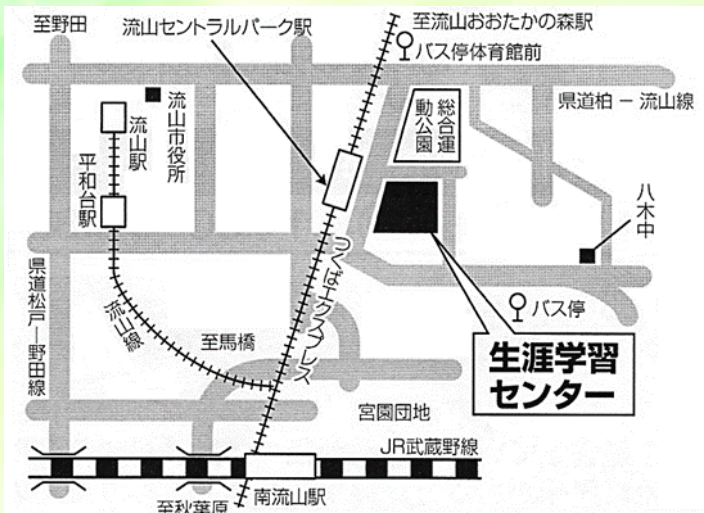 至野田
流山セントラルパーク駅
至流山おおたかの森駅
バス停体育館前
県道柏－流山線
流山駅
流山市役所
平和台駅
総合運
動公園
八木中
つくばエクスプレス
県道松戸―野田線
流山線
至馬橋
バス停
生涯学習
センター
宮園団地
JR武蔵野線
南流山駅
至秋葉原